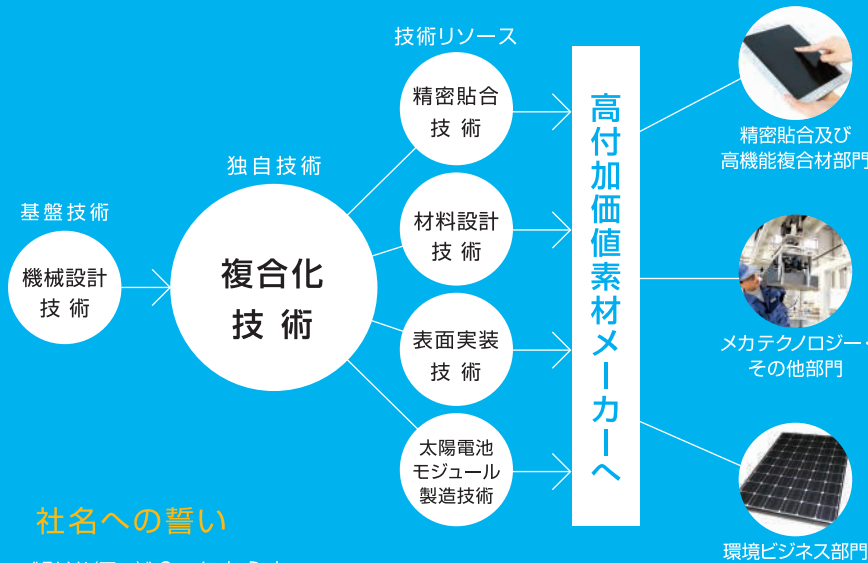 技術リソース
精密貼合
技術
高付加価値素材メーカーへ
精密貼合及び
高機能複合材部門
独自技術
基盤技術
機械設計
技術
複合化
技術
材料設計
技術
表面実装
技術
メカテクノロジー・
その他部門
太陽電池
モジュール
製造技術
社名への誓い
環境ビジネス部門